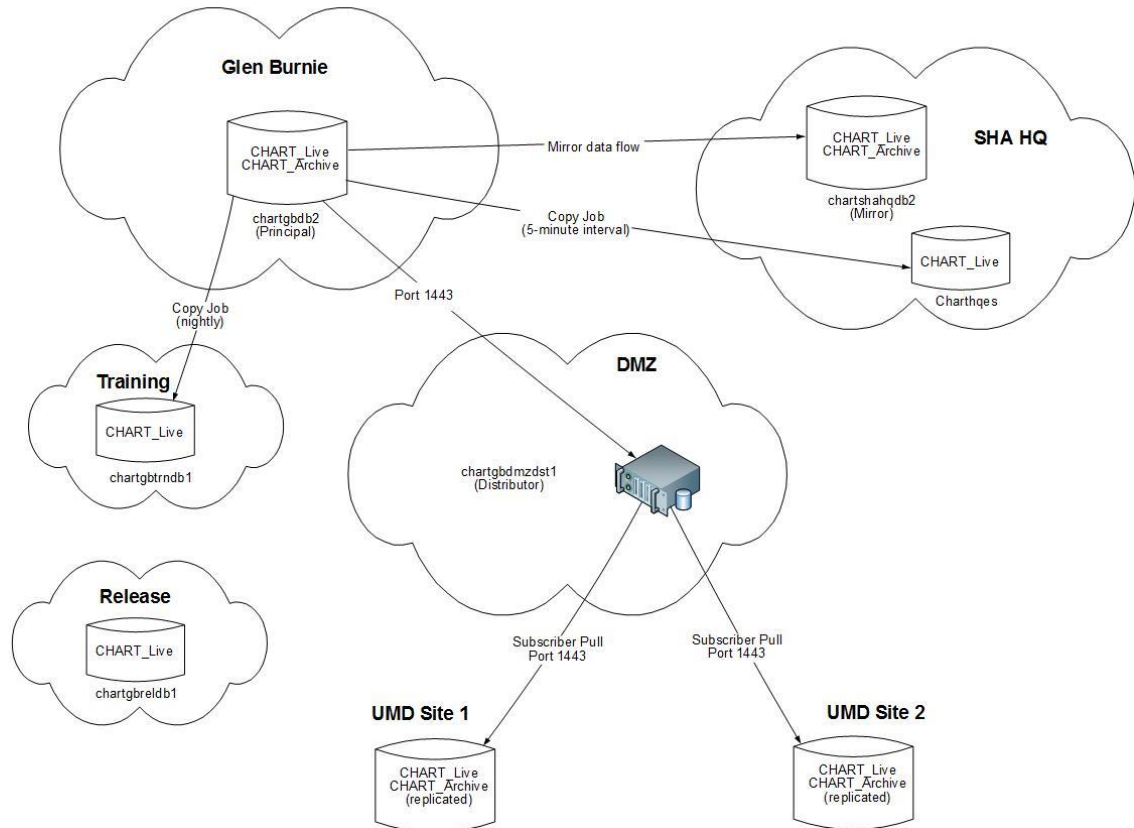 Glen Burnie
CHART_Live
CHART_Archive
chartgbdb2
(Principal)
Mirror data flow
CHART_Live
CHART_Archive
SHA HQ
chartshahqdb2
(Mirror)
Copy Job
(5-minute interval)
CHART_Live
Charthqes
Copy Job
(nightly)
Port 1443
Training
CHART_Live
chartgbtrndb1
DMZ
chartgbdmzdst1
(Distributor)
Release
CHART_Live
chartgbreldb1
Subscriber Pull
Port 1443
Subscriber Pull
Port 1443
UMD Site 1
CHART_Live
CHART_Archive
(replicated)
UMD Site 2
CHART_Live
CHART_Archive
(replicated)